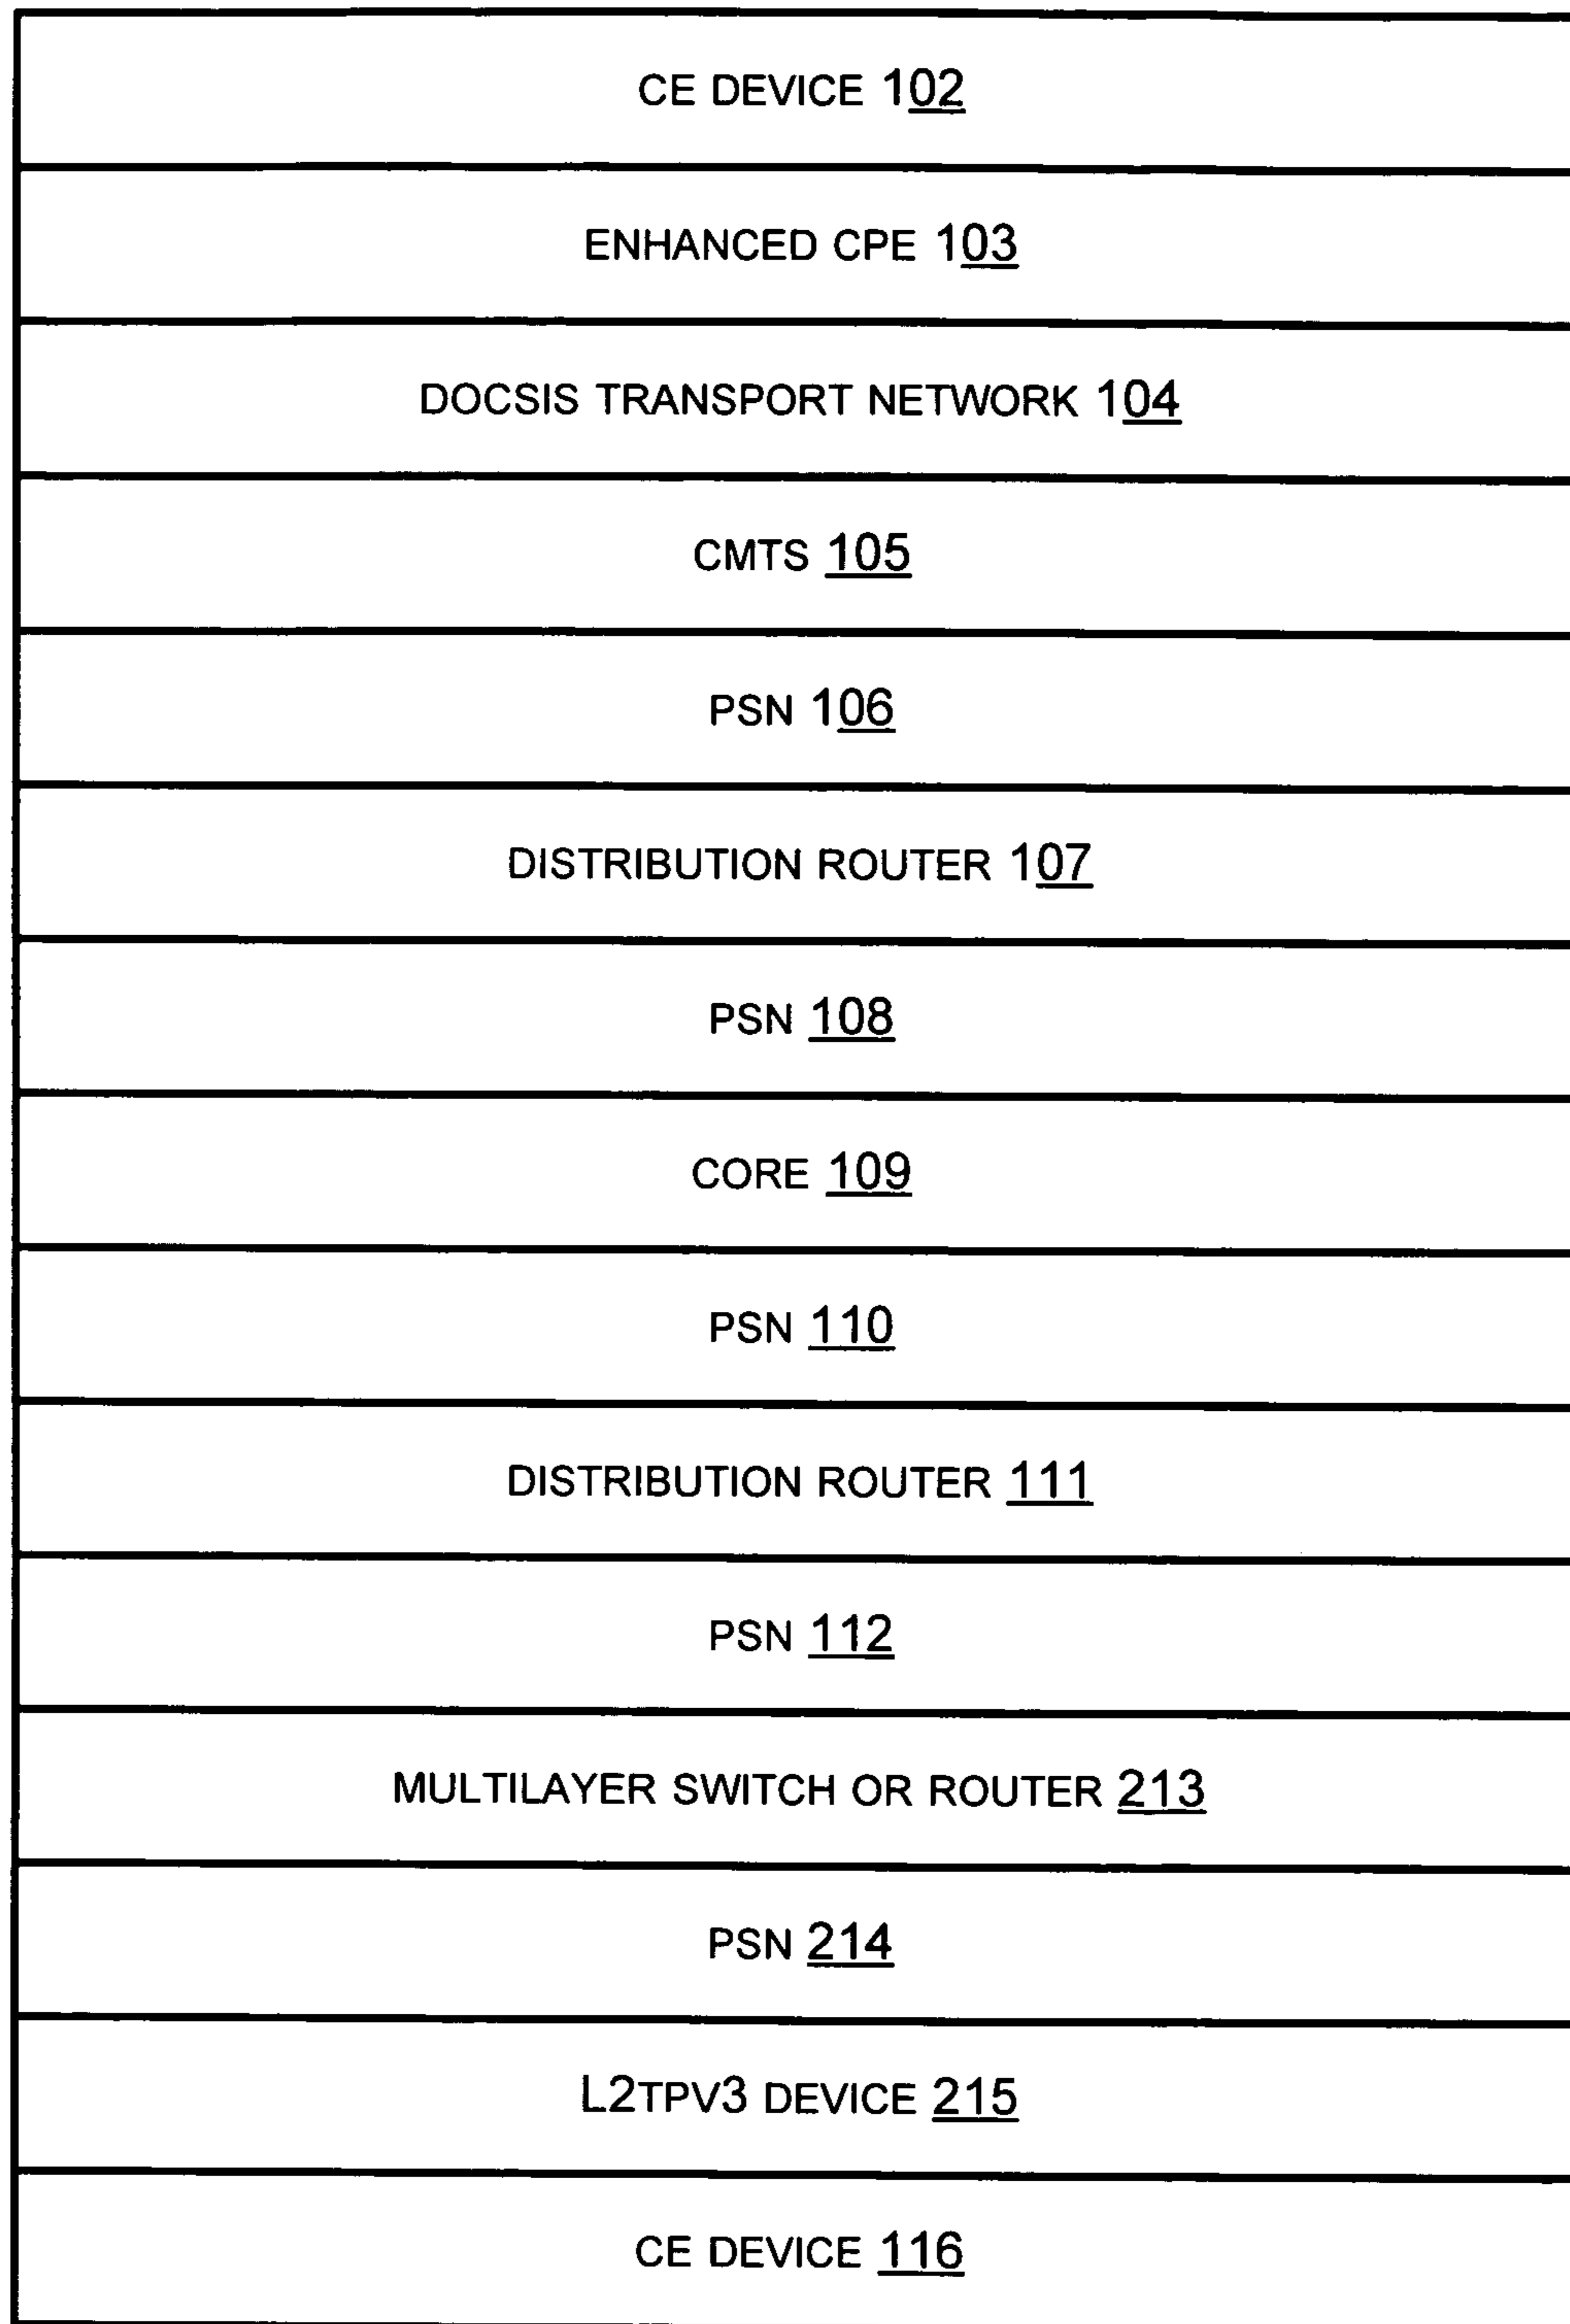 CE DEVICE 102
ENHANCED CPE 103
DOCSIS TRANSPORT NETWORK 104
CMTS 105
PSN 106
DISTRIBUTION ROUTER 107
PSN 108
CORE 109
PSN 110
DISTRIBUTION ROUTER 111
PSN 112
MULTILAYER SWITCH OR ROUTER 213
PSN 214
L2TPV3 DEVICE 215
CE DEVICE 116